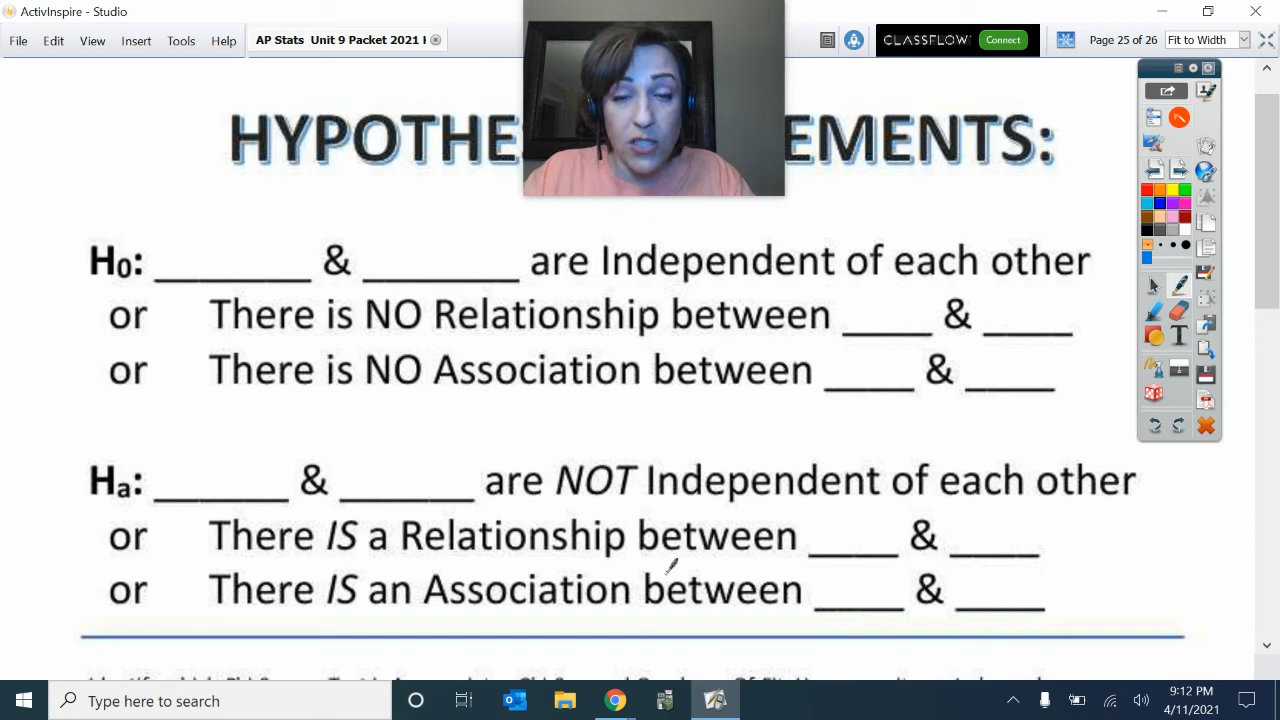 ActivInspire - Studio
File Edit View Insert Tools Help AP Stats Unit 9 Packet 2021 CLASSFLOW Connect Page 25 of 26 Fit to Width
HYPOTHE EMENTS:
H0: ________ & ________ are Independent of each other
or There is NO Relationship between ____ & ____
or There is NO Association between ____ & ____
Ha: ______ & ______ are NOT Independent of each other
or There IS a Relationship between ____ & ____
or There IS an Association between ____ & ____
Type here to search
9:12 PM
4/11/2021